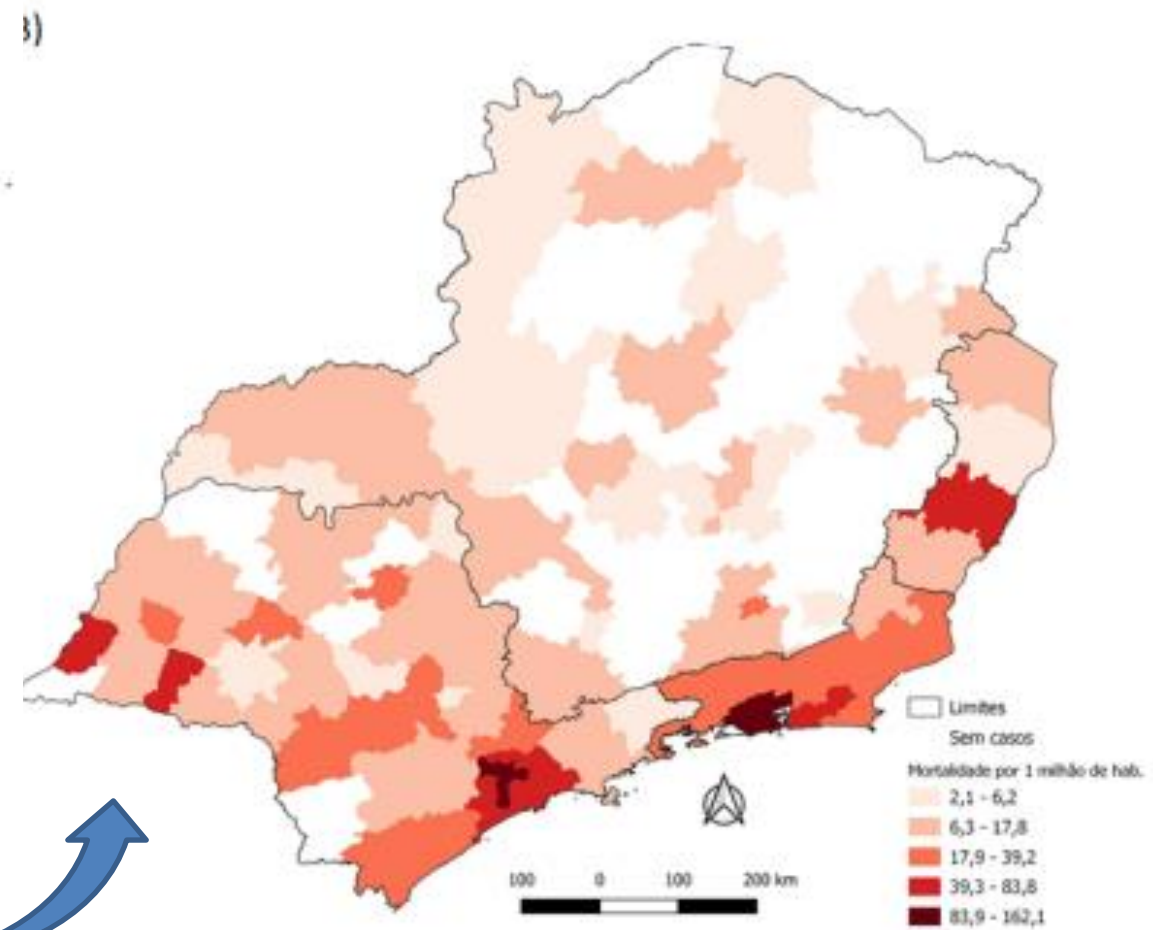 3)
Limites
Sem casos
Mortalidade por 1 milhão de hab.
2,1 - 6,2
6,3 - 17,8
17,9 - 39,2
39,3 - 83,8
83,9 - 162,1
100 0 100 200 km